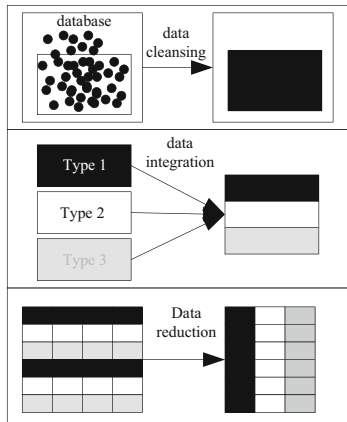 database
data
cleansing
data
integration
Type 1
Type 2
Type 3
Data
reduction